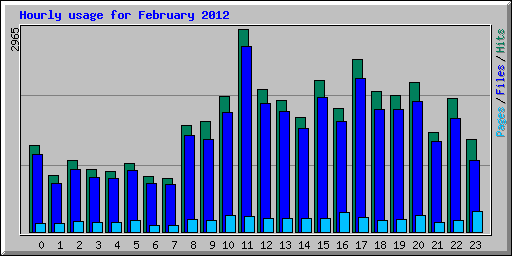 Hourly usage for February 2012
2965
Pages / Files / Hits
0 1 2 3 4 5 6 7 8 9 10 11 12 13 14 15 16 17 18 19 20 21 22 23